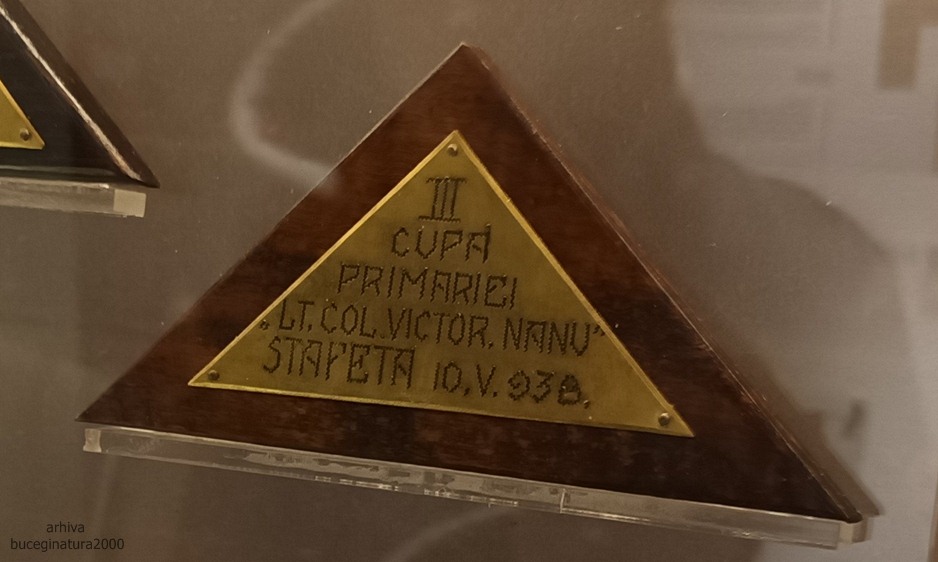 III
CUPA
PRIMARIEI
„LT. COL. VICTOR. NANU”
STAFETA 10. V. 938.
arhiva
buceginatura2000